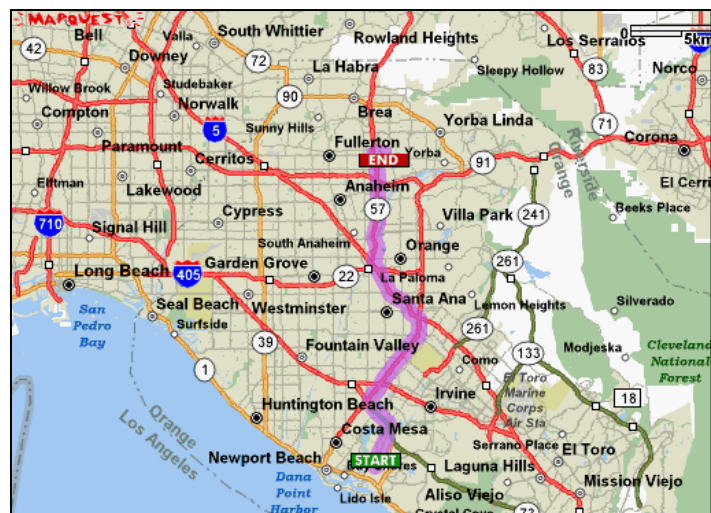 MAPQUEST
Bell
Valla
South Whittier
Rowland Heights
Los Serranos
0
5km
42
Downey
72
La Habra
Sleepy Hollow
83
Norco
Willow Brook
Studebaker
90
Brea
Compton
Norwalk
Sunny Hills
Yorba Linda
71
Riverside
Orange
Corona
5
Fullerton
Paramount
Cerritos
END
Yorba
91
Elftman
Lakewood
Anaheim
El Cerri
57
710
Signal Hill
Cypress
Villa Park
241
Beeks Place
South Anaheim
Orange
Long Beach
405
Garden Grove
22
La Paloma
261
San
Pedro
Bay
Seal Beach
Westminster
Santa Ana
Lemon Heights
Silverado
Surfside
39
Fountain Valley
261
Como
133
Modjeska
Cleveland
National
Forest
1
El Toro
Marine
Corps
Air Sta
18
Orange
Los Angeles
Huntington Beach
Irvine
Costa Mesa
Serrano Place
El Toro
Newport Beach
START
Laguna Hills
Mission Viejo
Dana
Point
Harbor
Lido Isle
Aliso Viejo
Crystal Cove
73